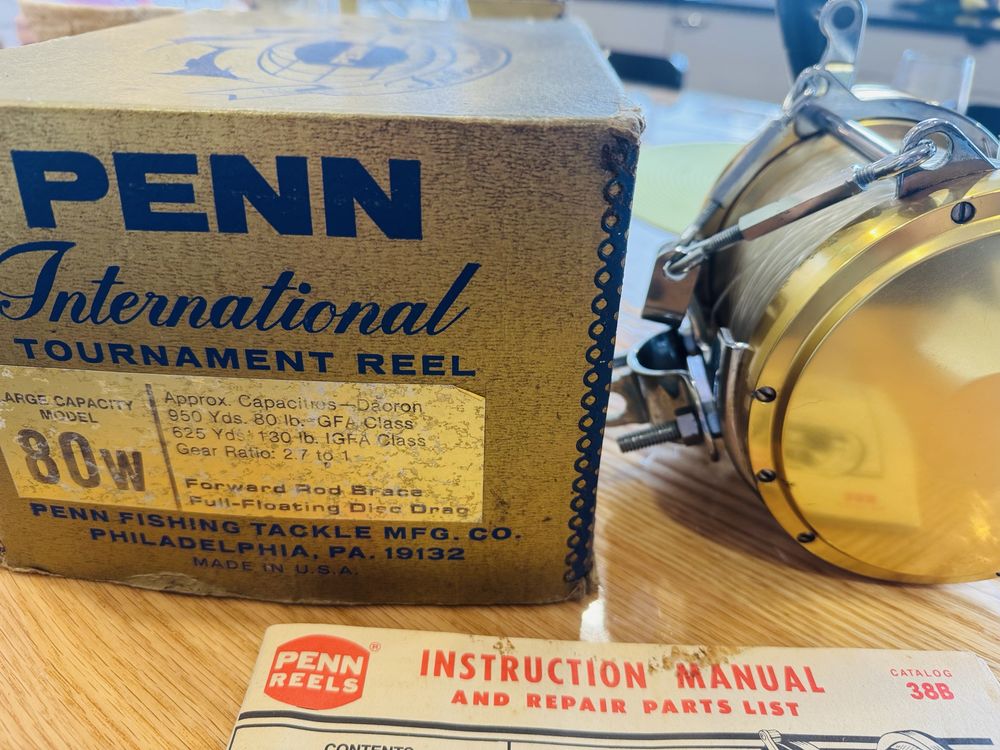 PENN
International
TOURNAMENT REEL
LARGE CAPACITY
MODEL
80W
Approx. Capacities—Dacron
950 Yds. 80 lb. IGFA Class
625 Yds. 130 lb. IGFA Class
Gear Ratio: 2.7 to 1
Forward Rod Brace
Full-Floating Disc Drag
PENN FISHING TACKLE MFG. CO.
PHILADELPHIA, PA. 19132
MADE IN U.S.A.
PENN
REELS
®
INSTRUCTION MANUAL
AND REPAIR PARTS LIST
CATALOG
38B
CONTENTS